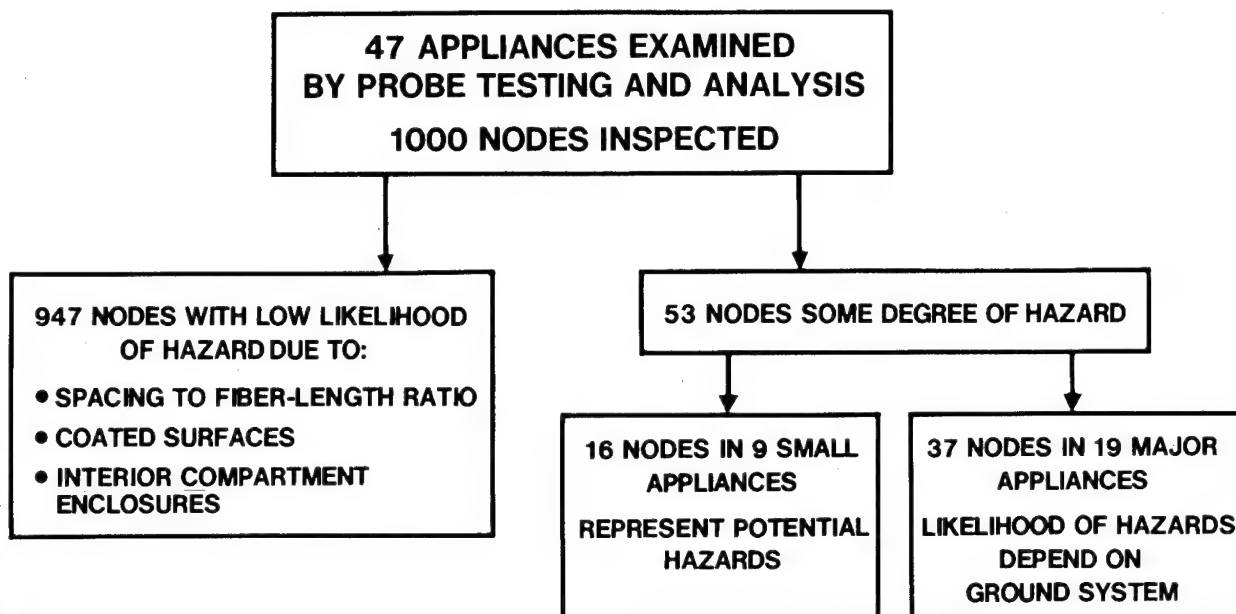 47 APPLIANCES EXAMINED
BY PROBE TESTING AND ANALYSIS
1000 NODES INSPECTED
947 NODES WITH LOW LIKELIHOOD
OF HAZARD DUE TO:
• SPACING TO FIBER-LENGTH RATIO
• COATED SURFACES
• INTERIOR COMPARTMENT
ENCLOSURES
53 NODES SOME DEGREE OF HAZARD
16 NODES IN 9 SMALL
APPLIANCES
REPRESENT POTENTIAL
HAZARDS
37 NODES IN 19 MAJOR
APPLIANCES
LIKELIHOOD OF HAZARDS
DEPEND ON
GROUND SYSTEM